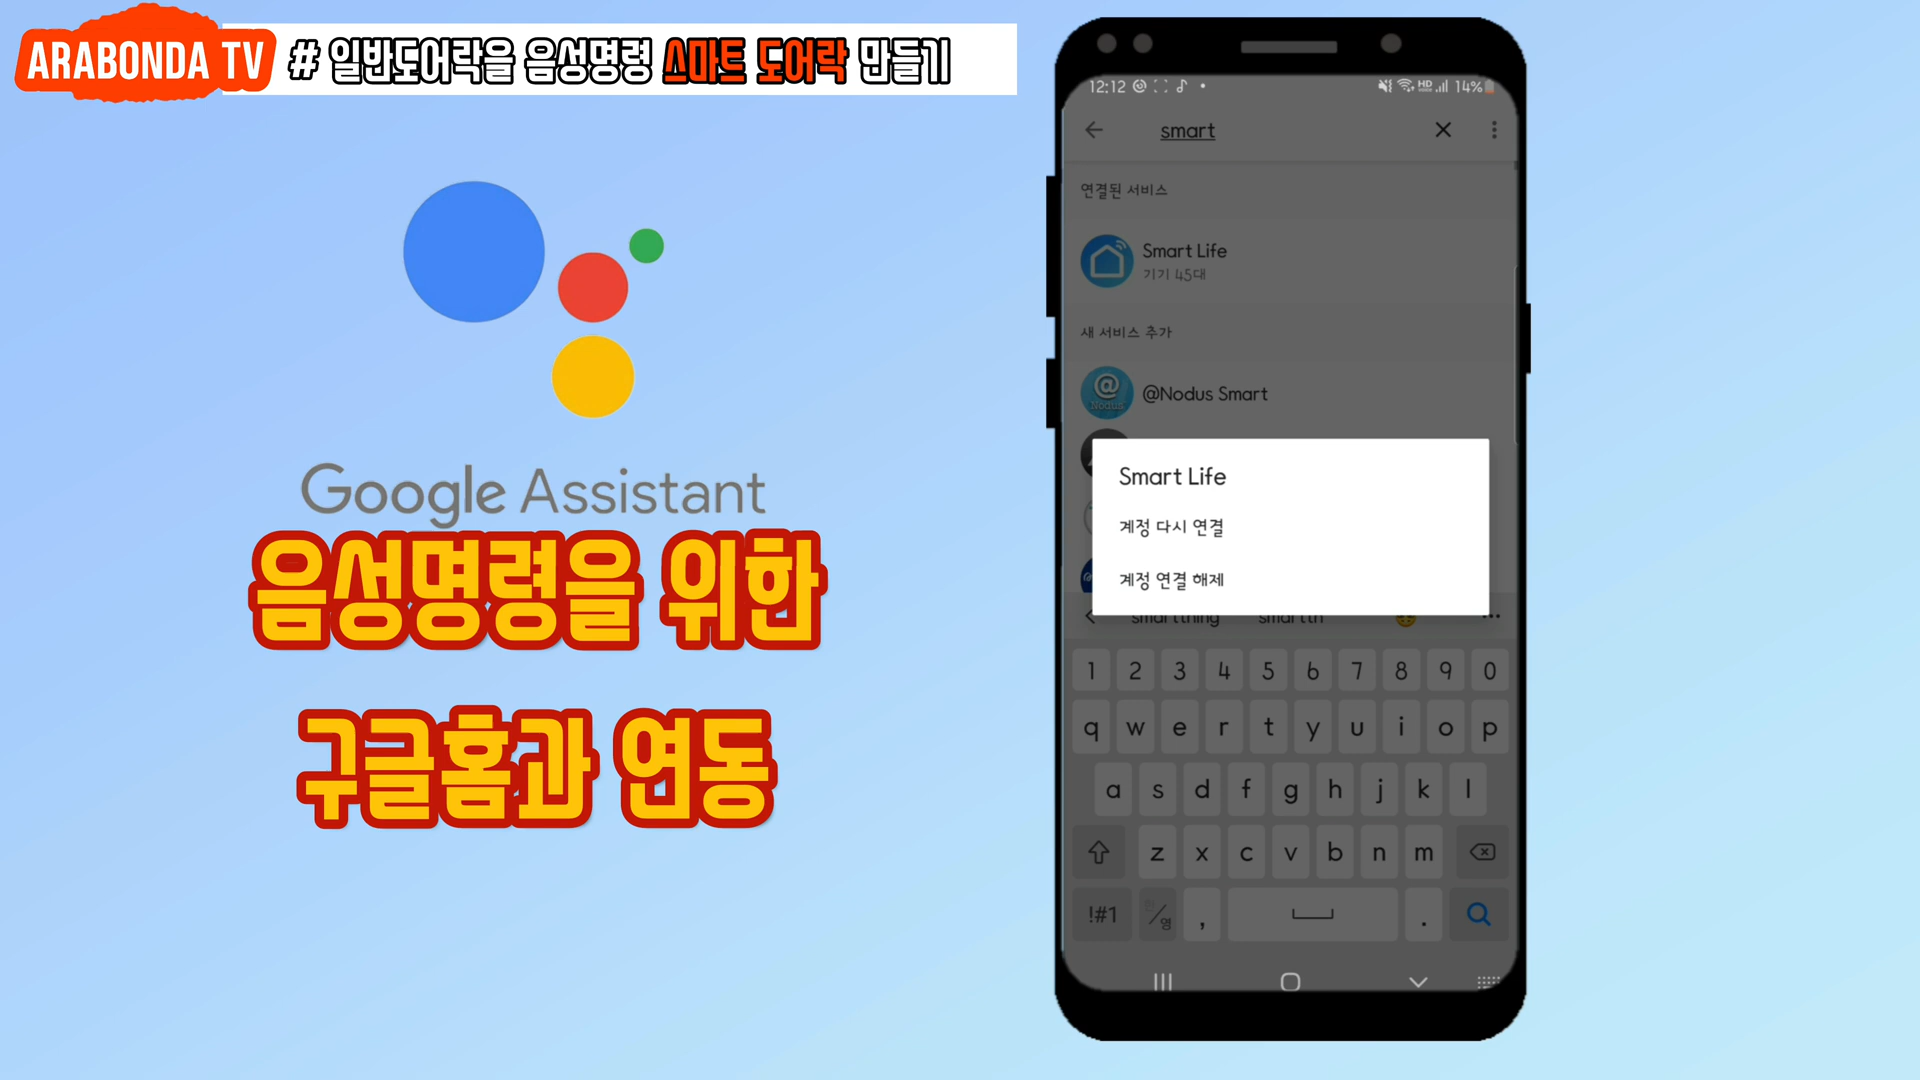 ARABONDA TV # 일반도어락을 음성명령 스마트 도어락 만들기
Google Assistant
음성명령을 위한
구글홈과 연동
12:12 14%
smart
연결된 서비스
Smart Life
기기 45대
새 서비스 추가
@Nodus Smart
Smart Life
계정 다시 연결
계정 연결 해제
smartthing smartth
1 2 3 4 5 6 7 8 9 0
q w e r t y u i o p
a s d f g h j k l
z x c v b n m
!#1 한/영 , .